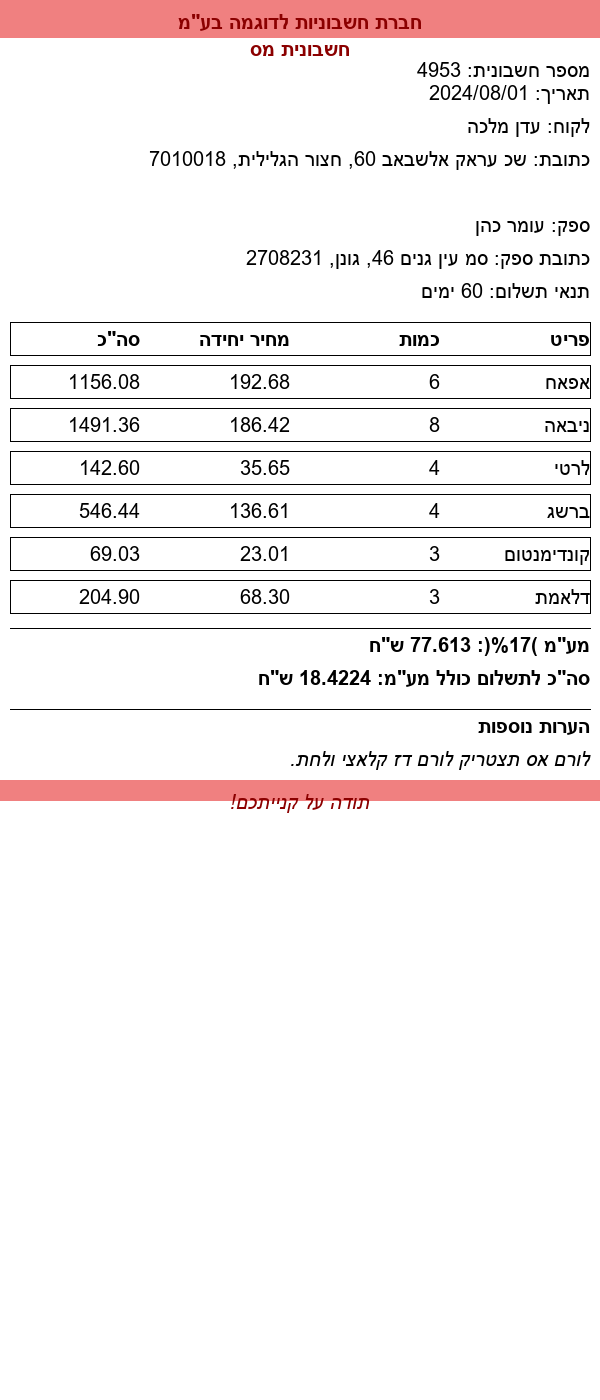 חברת חשבוניות לדוגמה בע"מ
חשבונית מס
מספר חשבונית: 4953
תאריך: 2024/08/01
לקוח: עדן מלכה
כתובת: שכ עראק אלשבאב 60, חצור הגלילית, 7010018
ספק: עומר כהן
כתובת ספק: סמ עין גנים 46, גונן, 2708231
תנאי תשלום: 60 ימים
פריט כמות מחיר יחידה סה"כ
אפאח 6 192.68 1156.08
ניבאה 8 186.42 1491.36
לרטי 4 35.65 142.60
ברשג 4 136.61 546.44
קונדימנטום 3 23.01 69.03
דלאמת 3 68.30 204.90
מע"מ )17%(: 77.613 ש"ח
סה"כ לתשלום כולל מע"מ: 18.4224 ש"ח
הערות נוספות
לורם אס תצטריק לורם דז קלאצי ולחת.
תודה על קנייתכם!